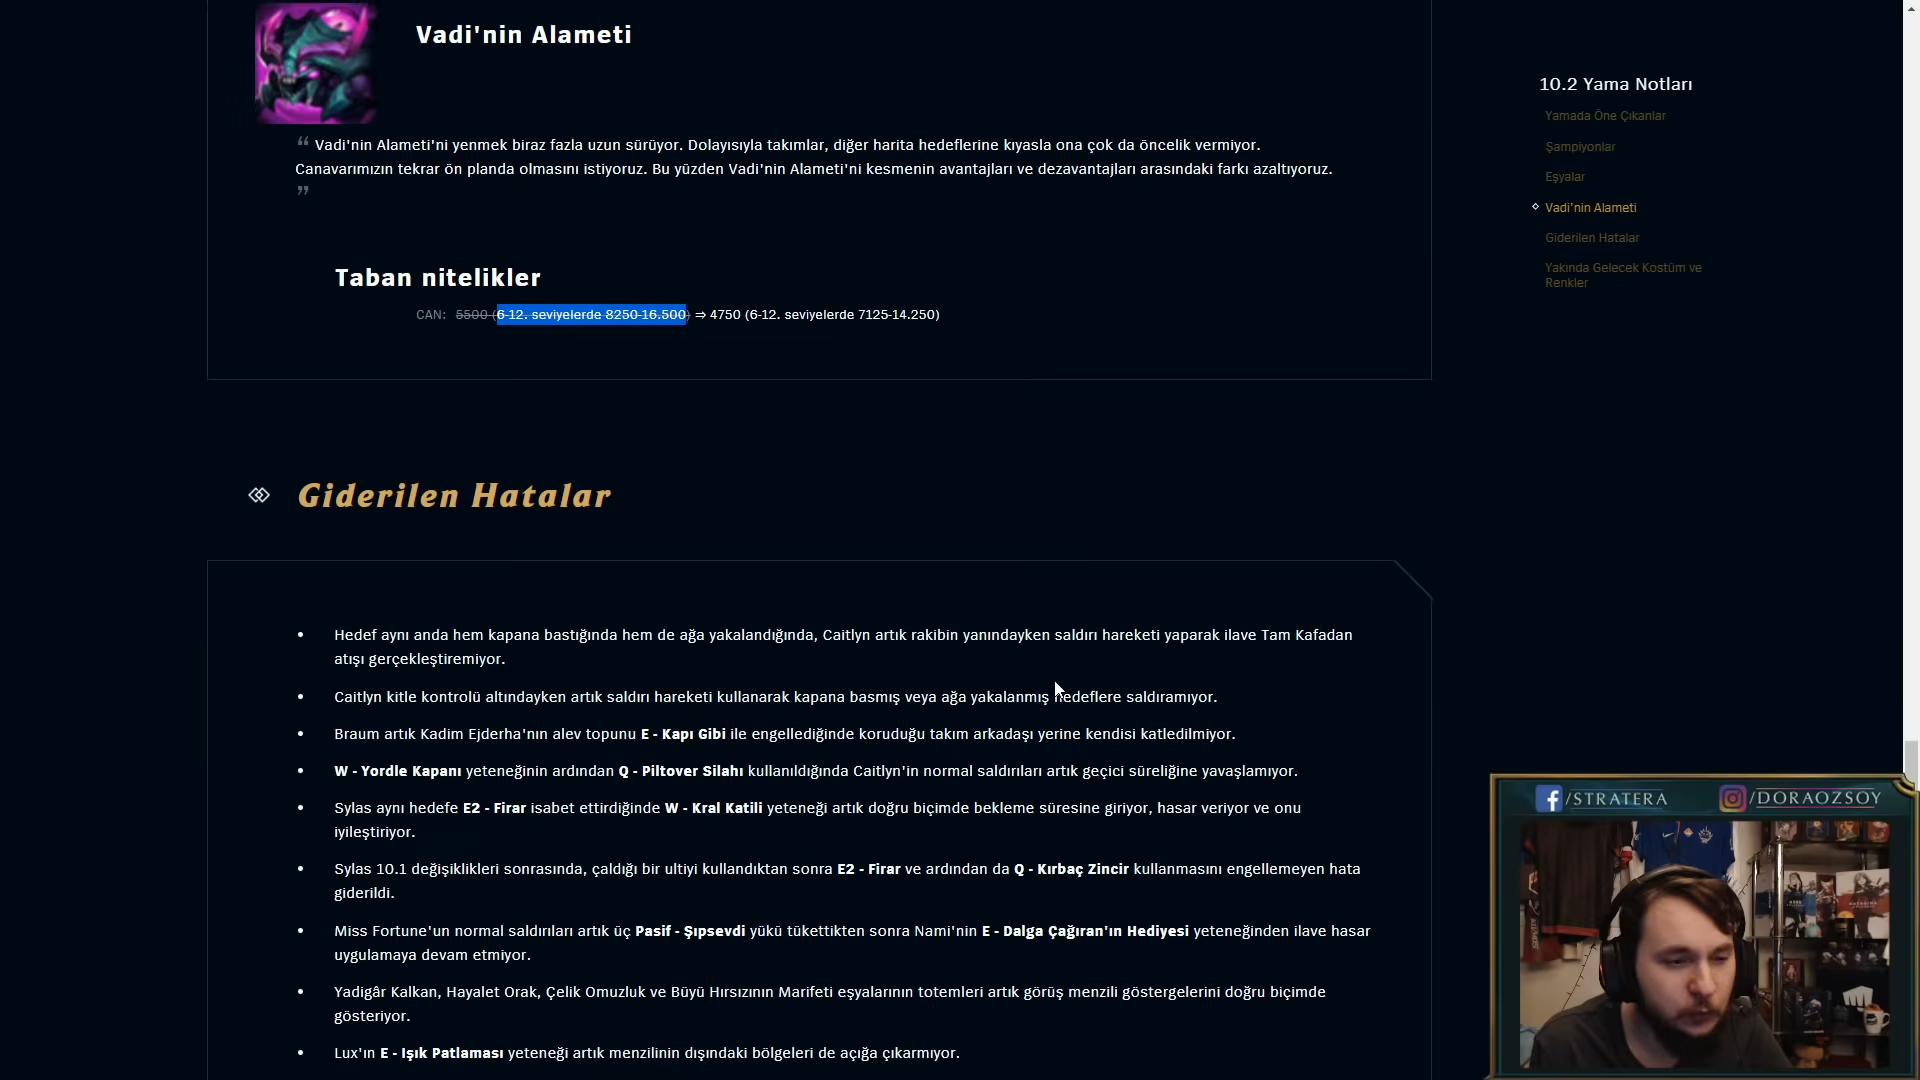 Vadi'nin Alameti
“ Vadi'nin Alameti'ni yenmek biraz fazla uzun sürüyor. Dolayısıyla takımlar, diğer harita hedeflerine kıyasla ona çok da öncelik vermiyor.
Canavarımızın tekrar ön planda olmasını istiyoruz. Bu yüzden Vadi'nin Alameti'ni kesmenin avantajları ve dezavantajları arasındaki farkı azaltıyoruz.
”
Taban nitelikler
CAN: 5500 (6-12. seviyelerde 8250-16.500) ⇒ 4750 (6-12. seviyelerde 7125-14.250)
Giderilen Hatalar
• Hedef aynı anda hem kapana bastığında hem de ağa yakalandığında, Caitlyn artık rakibin yanındayken saldırı hareketi yaparak ilave Tam Kafadan
atışı gerçekleştiremiyor.
• Caitlyn kitle kontrolü altındayken artık saldırı hareketi kullanarak kapana basmış veya ağa yakalanmış hedeflere saldıramıyor.
• Braum artık Kadim Ejderha'nın alev topunu E - Kapı Gibi ile engellediğinde koruduğu takım arkadaşı yerine kendisi katledilmiyor.
• W - Yordle Kapanı yeteneğinin ardından Q - Piltover Silahı kullanıldığında Caitlyn'in normal saldırıları artık geçici süreliğine yavaşlamıyor.
• Sylas aynı hedefe E2 - Firar isabet ettirdiğinde W - Kral Katili yeteneği artık doğru biçimde bekleme süresine giriyor, hasar veriyor ve onu
iyileştiriyor.
• Sylas 10.1 değişiklikleri sonrasında, çaldığı bir ultiyi kullandıktan sonra E2 - Firar ve ardından da Q - Kırbaç Zincir kullanmasını engellemeyen hata
giderildi.
• Miss Fortune'un normal saldırıları artık üç Pasif - Şıpsevdi yükü tükettikten sonra Nami'nin E - Dalga Çağıran'ın Hediyesi yeteneğinden ilave hasar
uygulamaya devam etmiyor.
• Yadigâr Kalkan, Hayalet Orak, Çelik Omuzluk ve Büyü Hırsızının Marifeti eşyalarının totemleri artık görüş menzili göstergelerini doğru biçimde
gösteriyor.
• Lux'ın E - Işık Patlaması yeteneği artık menzilinin dışındaki bölgeleri de açığa çıkarmıyor.
10.2 Yama Notları
Yamada Öne Çıkanlar
Şampiyonlar
Eşyalar
Vadi'nin Alameti
Giderilen Hatalar
Yakında Gelecek Kostüm ve
Renkler
/STRATERA /DORAOZSOY